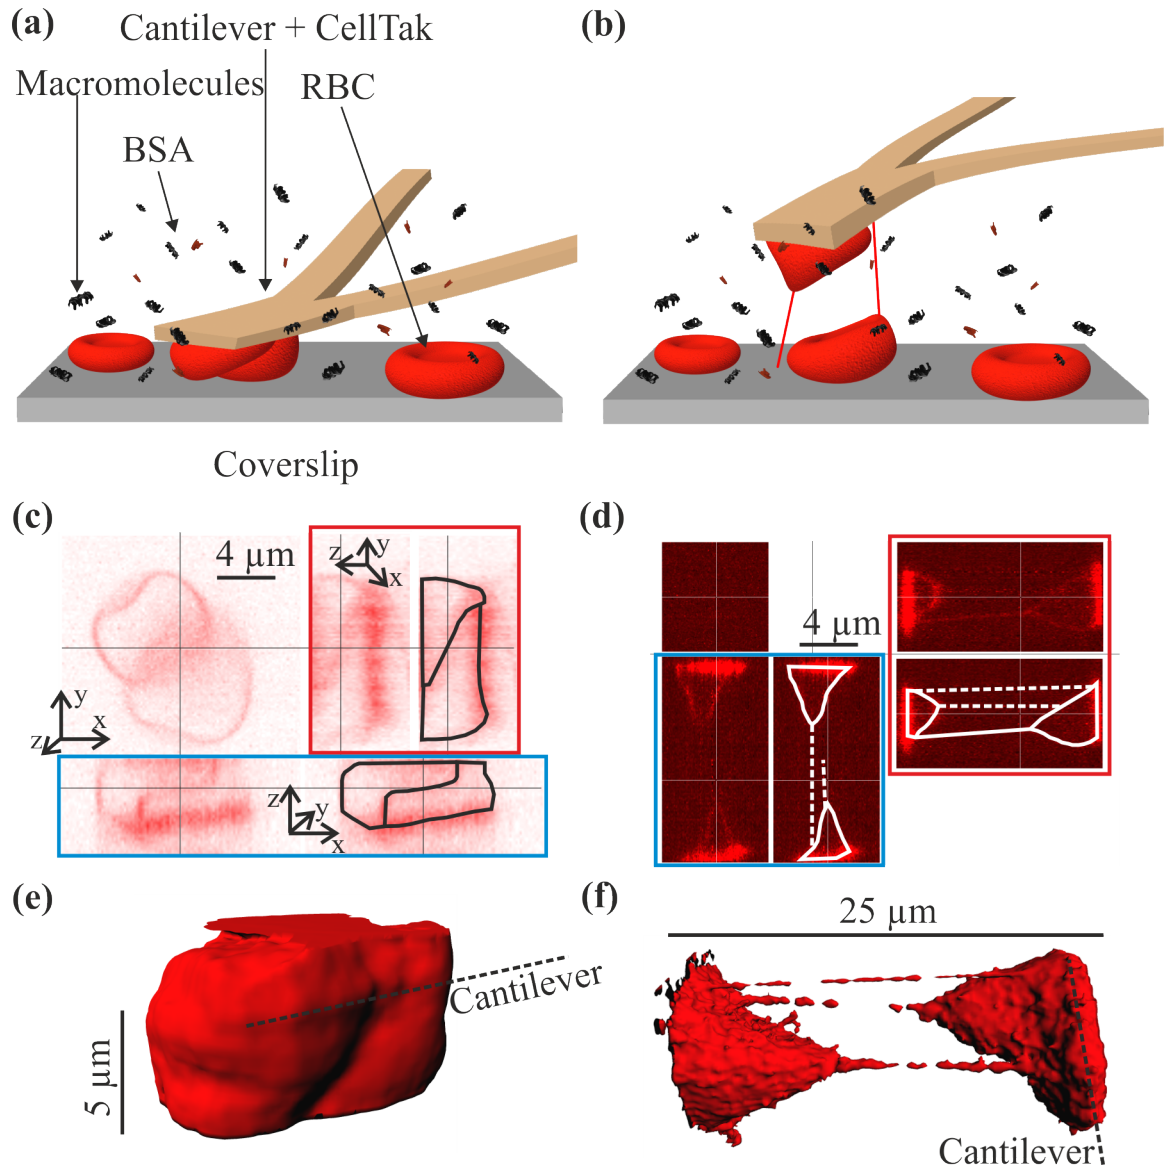 (a)
Cantilever + CellTak
Macromolecules
RBC
BSA
Coverslip
(b)
(c)
4 µm
z
y
x
y
x
z
z
y
x
(d)
4 µm
(e)
Cantilever
5 µm
(f)
25 µm
Cantilever